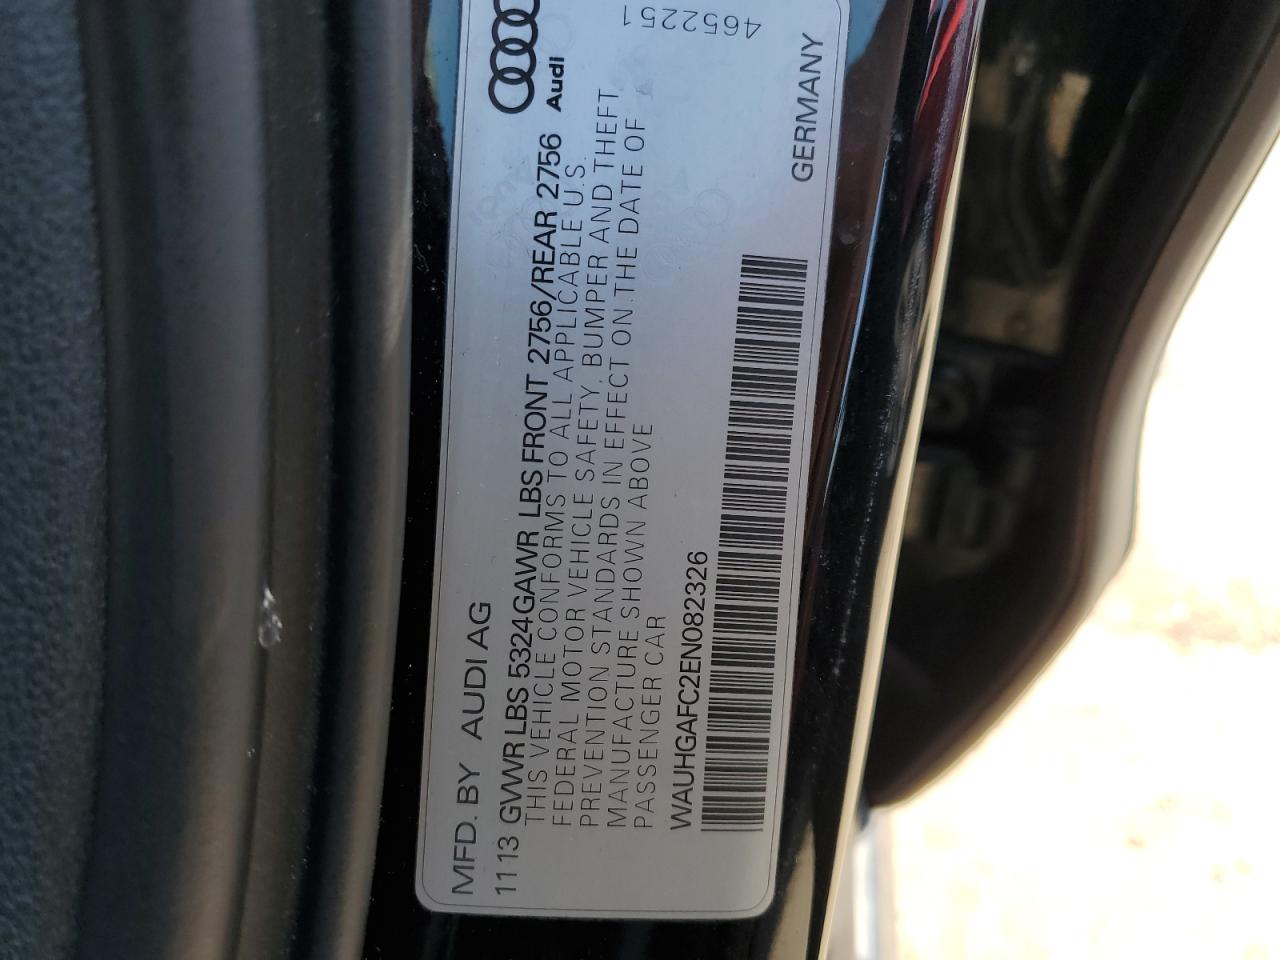 MFD. BY AUDI AG
11 13 GVWR LBS 5324 GAWR LBS FRONT 2756/REAR 2756
Audi
THIS VEHICLE CONFORMS TO ALL APPLICABLE U.S.
FEDERAL MOTOR VEHICLE SAFETY, BUMPER AND THEFT
PREVENTION STANDARDS IN EFFECT ON THE DATE OF
MANUFACTURE SHOWN ABOVE
PASSENGER CAR
WAUHGAFC2EN082326
GERMANY
4652251